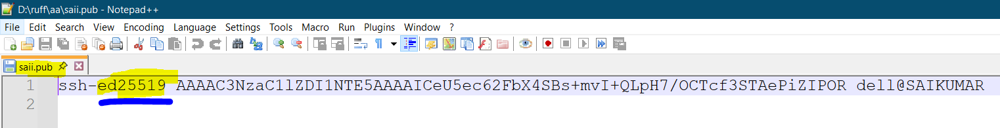 D:\ruff\aa\saii.pub - Notepad++
File Edit Search View Encoding Language Settings Tools Macro Run Plugins Window ?
saii.pub
1 ssh-ed25519 AAAAC3NzaC1lZDI1NTE5AAAAICeU5ec62FbX4SBs+mvI+QLpH7/OCTcf3STAePiZIPOR dell@SAIKUMAR
2